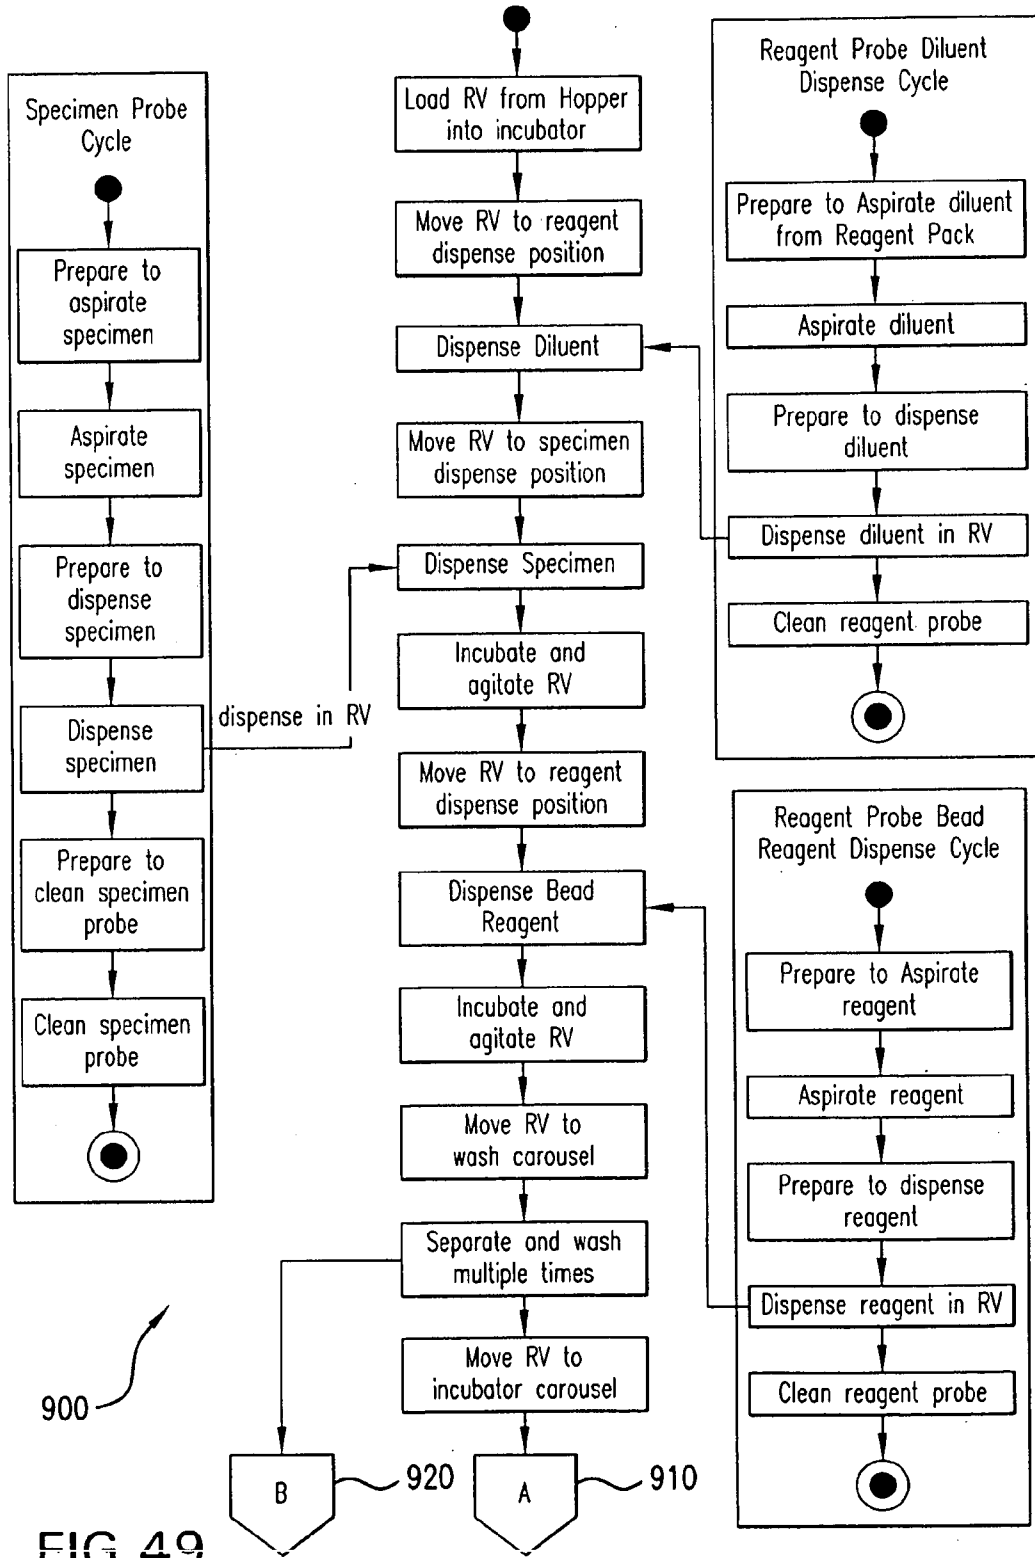 Specimen Probe
Cycle
Prepare to
aspirate
specimen
Aspirate
specimen
Prepare to
dispense
specimen
Dispense
specimen
dispense in RV
Prepare to
clean specimen
probe
Clean specimen
probe
Load RV from Hopper
into incubator
Move RV to reagent
dispense position
Dispense Diluent
Move RV to specimen
dispense position
Dispense Specimen
Incubate and
agitate RV
Move RV to reagent
dispense position
Dispense Bead
Reagent
Incubate and
agitate RV
Move RV to
wash carousel
Separate and wash
multiple times
Move RV to
incubator carousel
B
920
A
910
Reagent Probe Diluent
Dispense Cycle
Prepare to Aspirate diluent
from Reagent Pack
Aspirate diluent
Prepare to dispense
diluent
Dispense diluent in RV
Clean reagent probe
Reagent Probe Bead
Reagent Dispense Cycle
Prepare to Aspirate
reagent
Aspirate reagent
Prepare to dispense
reagent
Dispense reagent in RV
Clean reagent probe
900
FIG.49